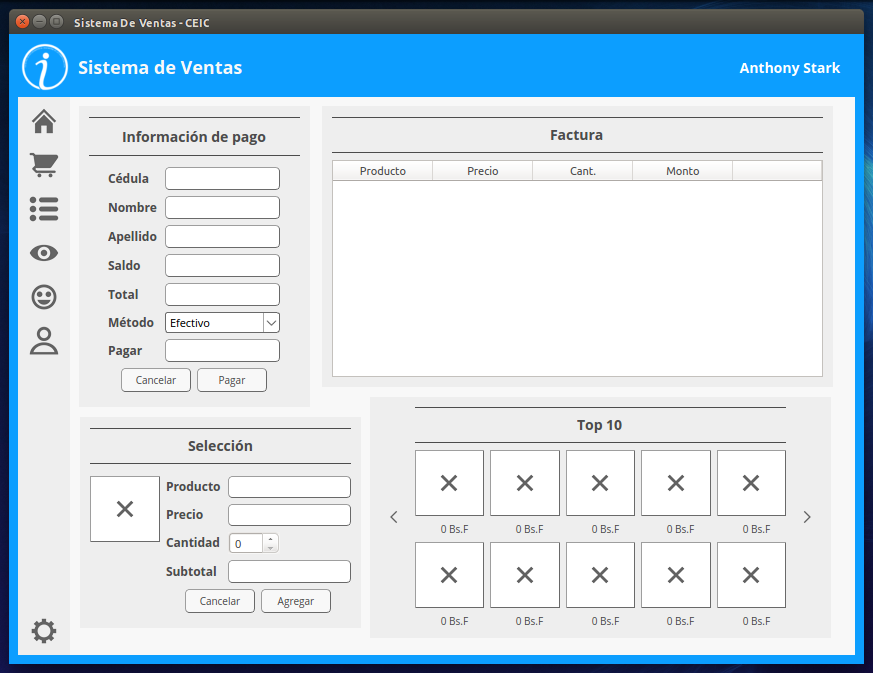 Sistema De Ventas - CEIC
Sistema de Ventas
Anthony Stark
Información de pago
Cédula
Nombre
Apellido
Saldo
Total
Método Efectivo
Pagar
Cancelar Pagar
Factura
Producto Precio Cant. Monto
Selección
Producto
Precio
Cantidad 0
Subtotal
Cancelar Agregar
Top 10
0 Bs.F 0 Bs.F 0 Bs.F 0 Bs.F 0 Bs.F
0 Bs.F 0 Bs.F 0 Bs.F 0 Bs.F 0 Bs.F